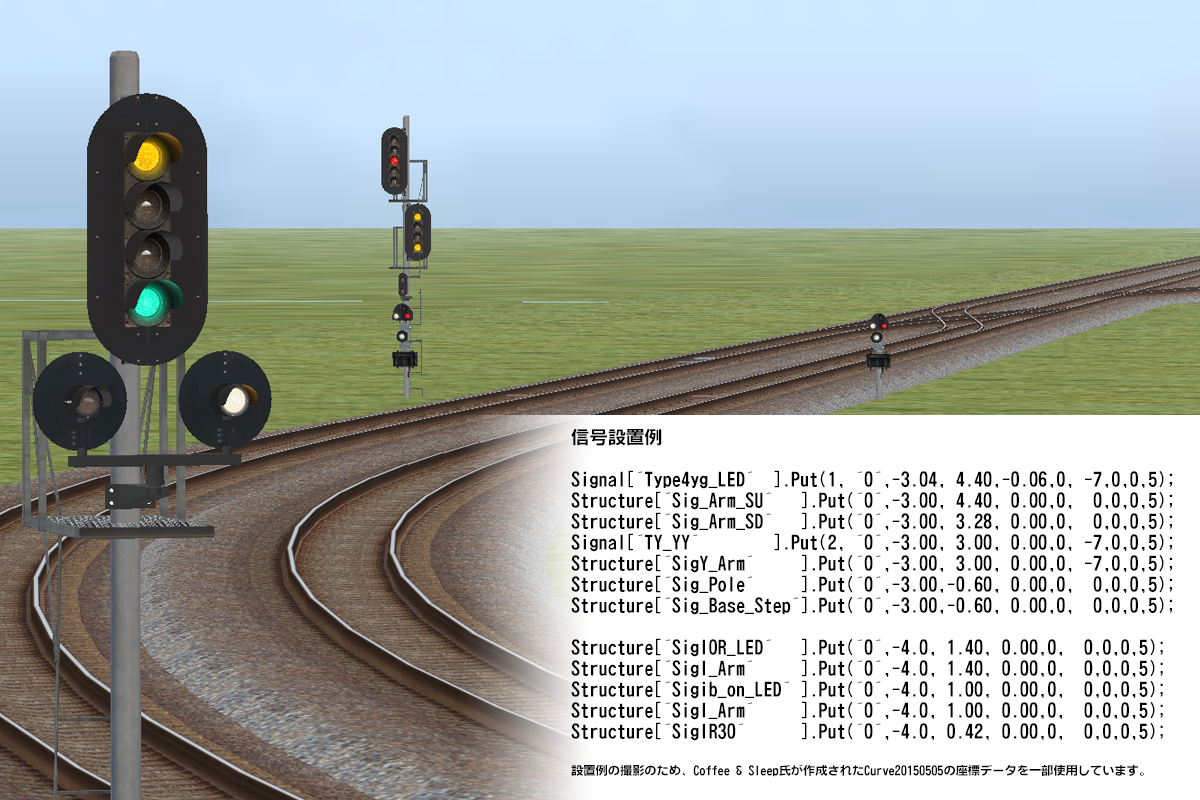 信号設置例
Signal[´Type4yg_LED´ ].Put(1, ´0´,-3.04, 4.40,-0.06,0, -7,0,0,5);
Structure[´Sig_Arm_SU´ ].Put(´0´,-3.00, 4.40, 0.00,0, 0,0,0,5);
Structure[´Sig_Arm_SD´ ].Put(´0´,-3.00, 3.28, 0.00,0, 0,0,0,5);
Signal[´TY_YY´ ].Put(2, ´0´,-3.00, 3.00, 0.00,0, -7,0,0,5);
Structure[´SigY_Arm´ ].Put(´0´,-3.00, 3.00, 0.00,0, -7,0,0,5);
Structure[´Sig_Pole´ ].Put(´0´,-3.00,-0.60, 0.00,0, 0,0,0,5);
Structure[´Sig_Base_Step´].Put(´0´,-3.00,-0.60, 0.00,0, 0,0,0,5);
Structure[´SigIOR_LED´ ].Put(´0´,-4.0, 1.40, 0.00,0, 0,0,0,5);
Structure[´SigI_Arm´ ].Put(´0´,-4.0, 1.40, 0.00,0, 0,0,0,5);
Structure[´Sigib_on_LED´ ].Put(´0´,-4.0, 1.00, 0.00,0, 0,0,0,5);
Structure[´SigI_Arm´ ].Put(´0´,-4.0, 1.00, 0.00,0, 0,0,0,5);
Structure[´SigIR30´ ].Put(´0´,-4.0, 0.42, 0.00,0, 0,0,0,5);
設置例の撮影のため、Coffee & Sleep氏が作成されたCurve20150505の座標データを一部使用しています。